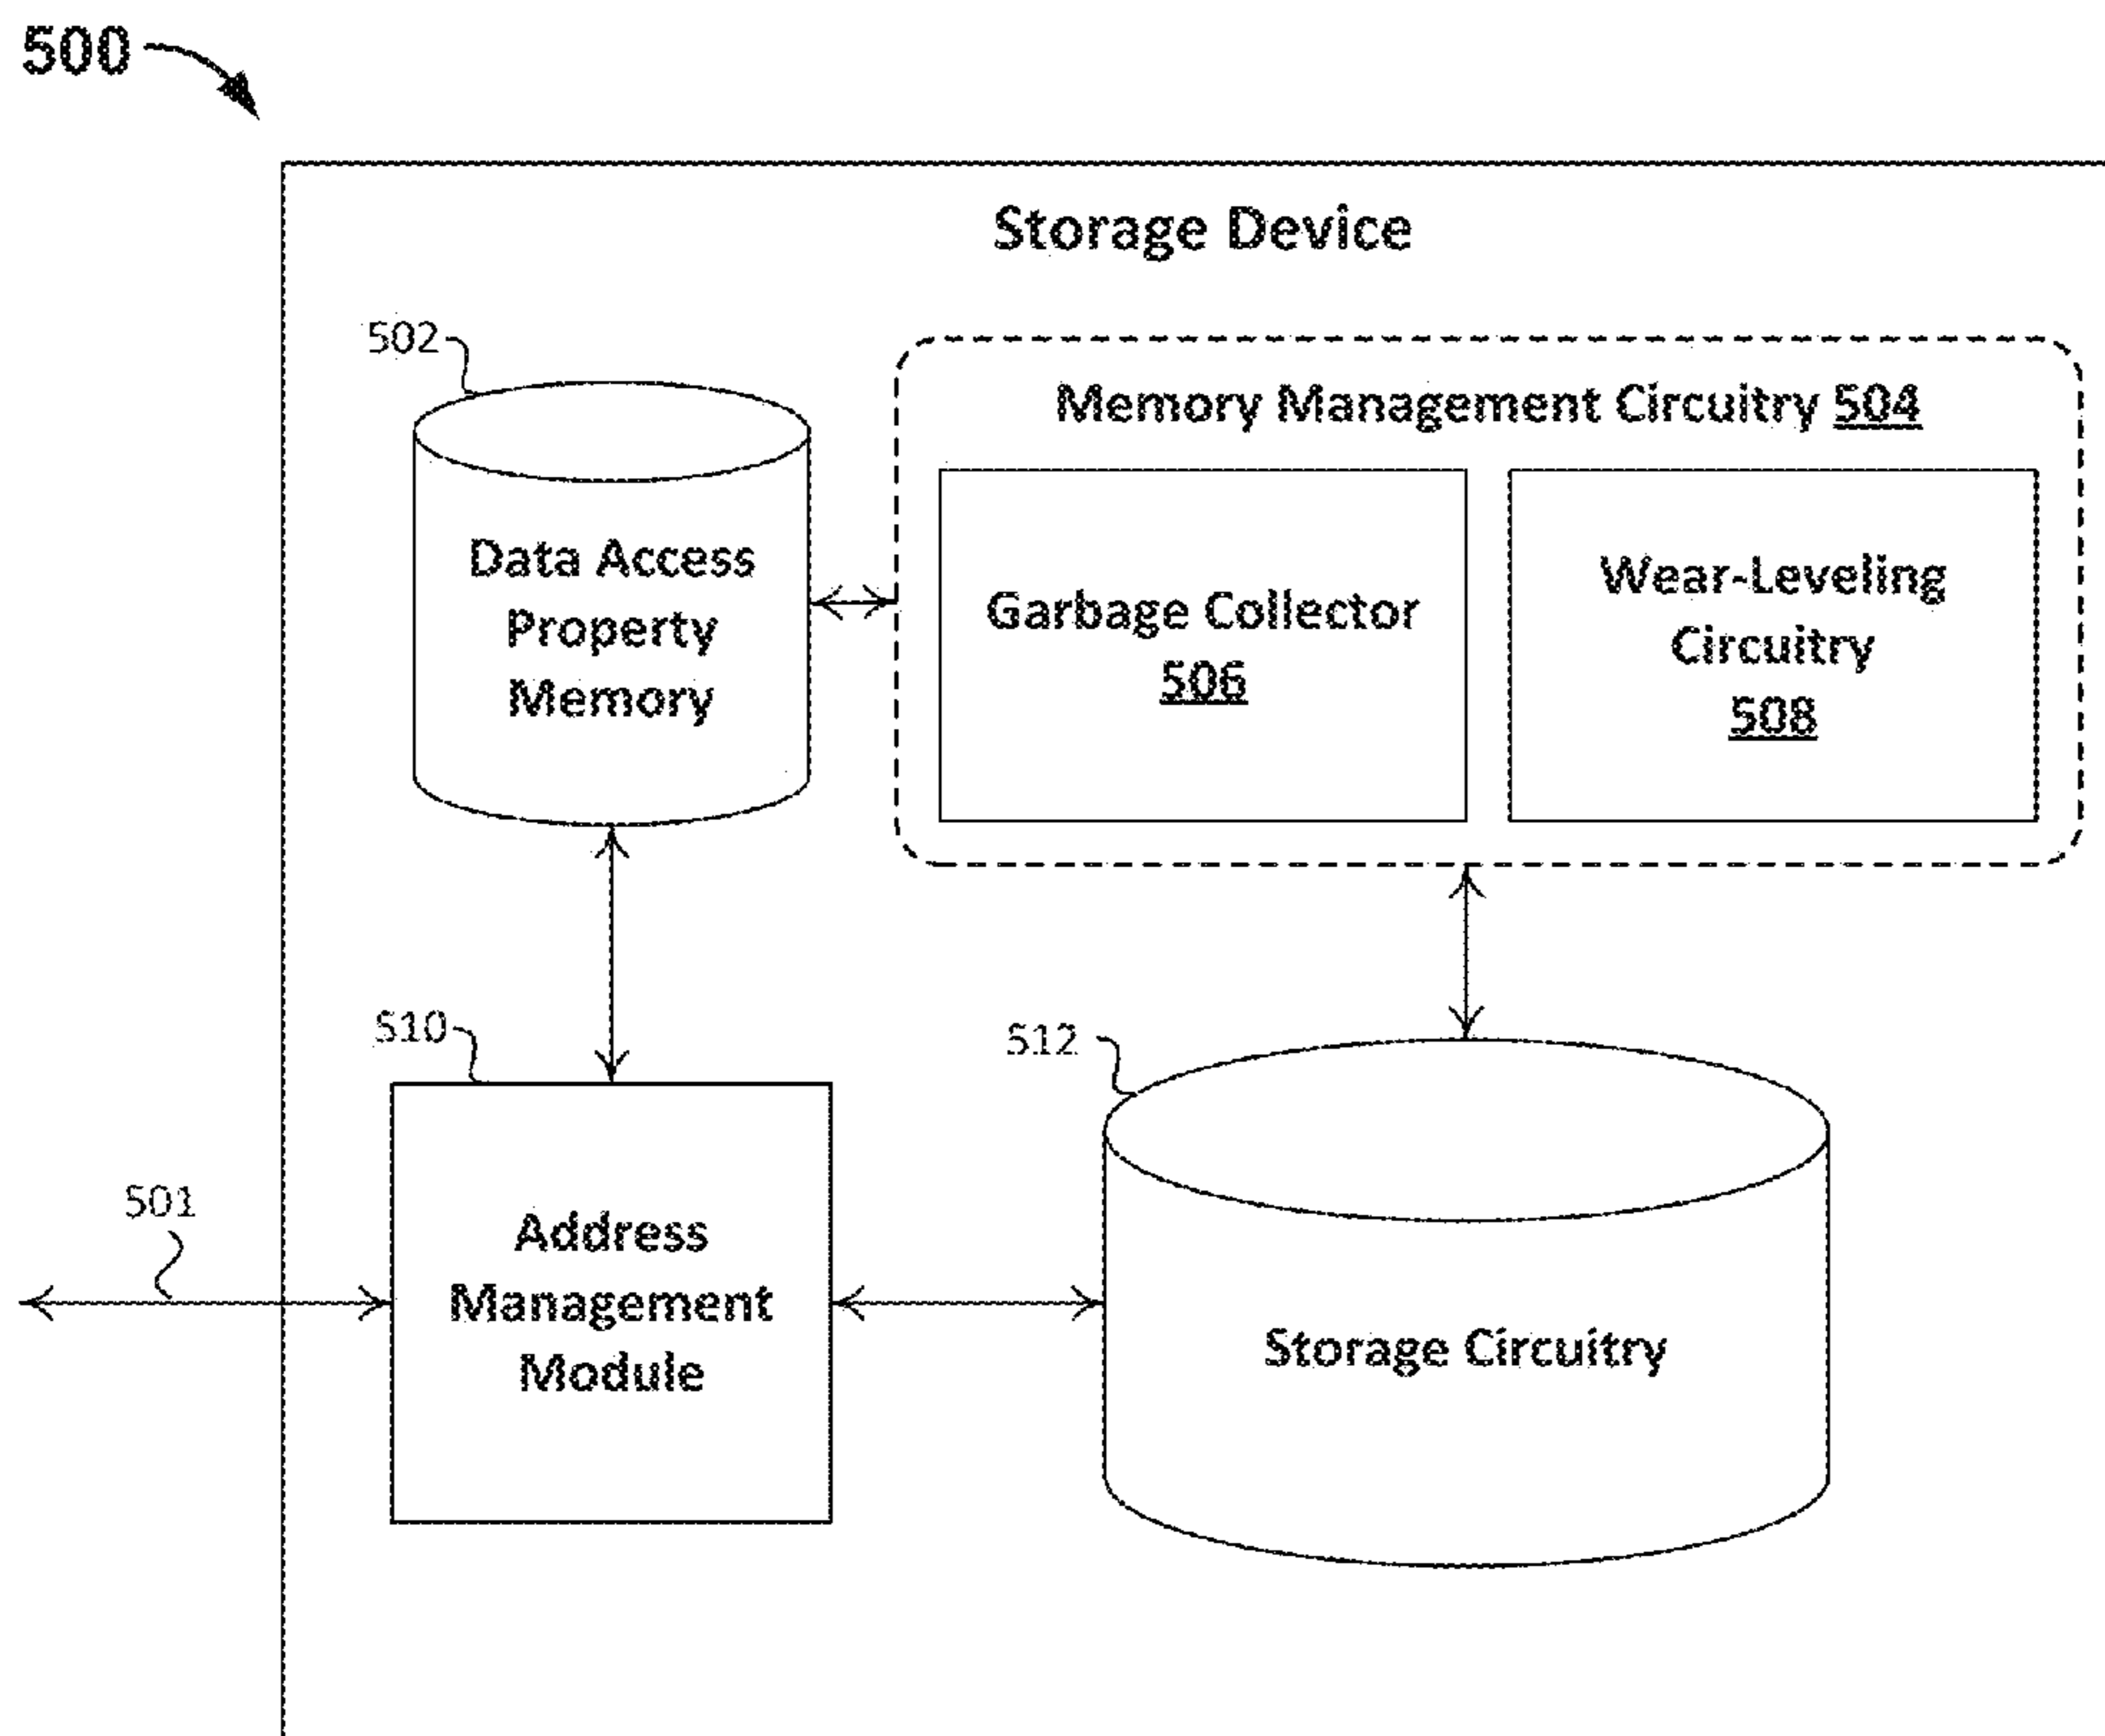 500
Storage Device
502
Memory Management Circuitry 504
Data Access
Property
Memory
Garbage Collector
506
Wear-Leveling
Circuitry
508
510
512
501
Address
Management
Module
Storage Circuitry